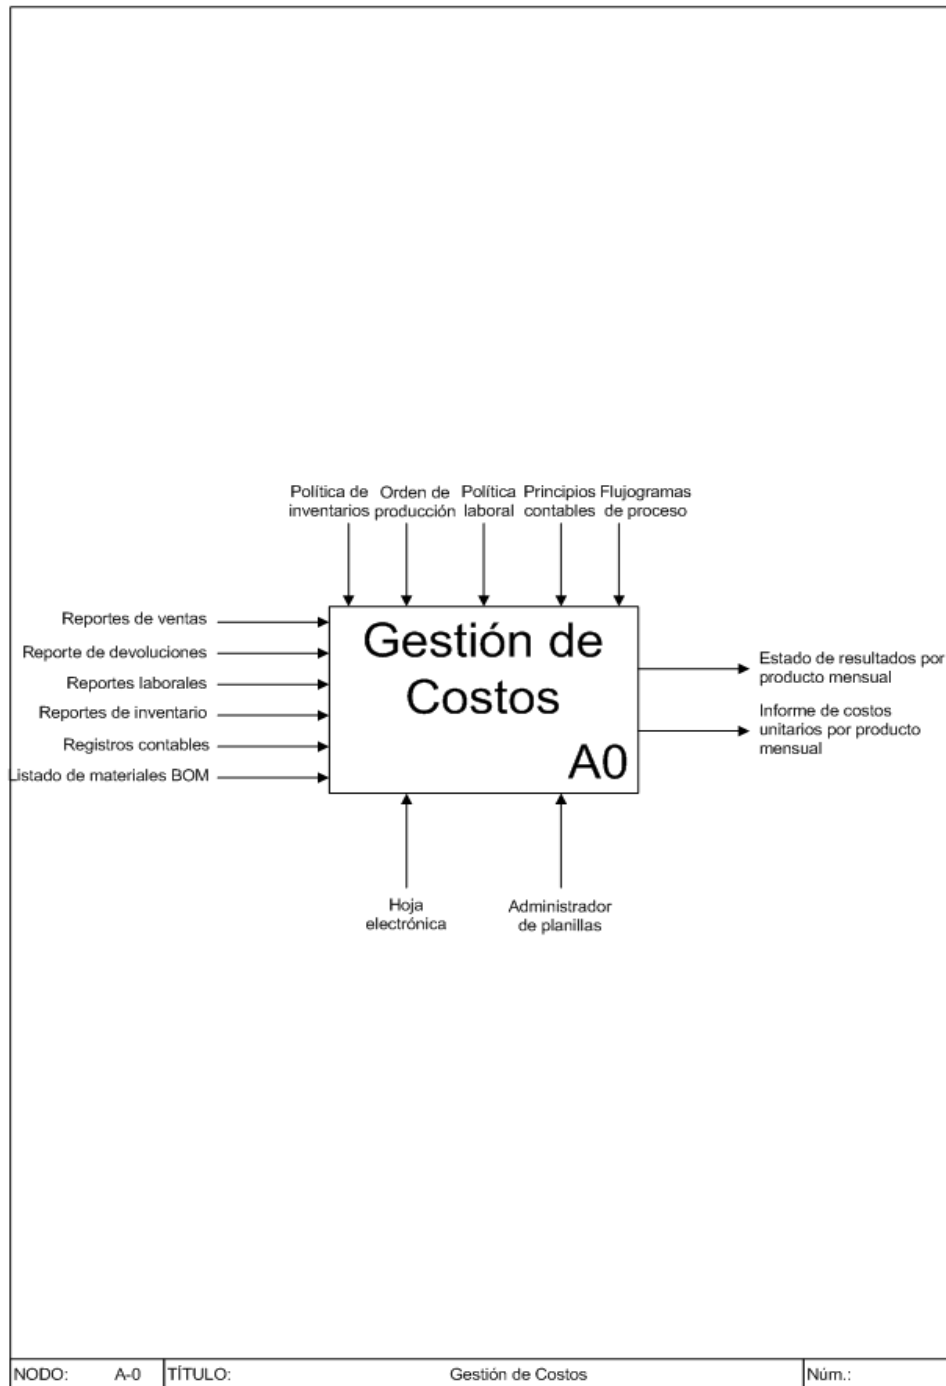 Política de
inventarios
Orden de
producción
Política
laboral
Principios
contables
Flujogramas
de proceso
Reportes de ventas
Reporte de devoluciones
Reportes laborales
Reportes de inventario
Registros contables
Listado de materiales BOM
Gestión de
Costos
A0
Estado de resultados por
producto mensual
Informe de costos
unitarios por producto
mensual
Hoja
electrónica
Administrador
de planillas
NODO: A-0 TÍTULO: Gestión de Costos Núm.: